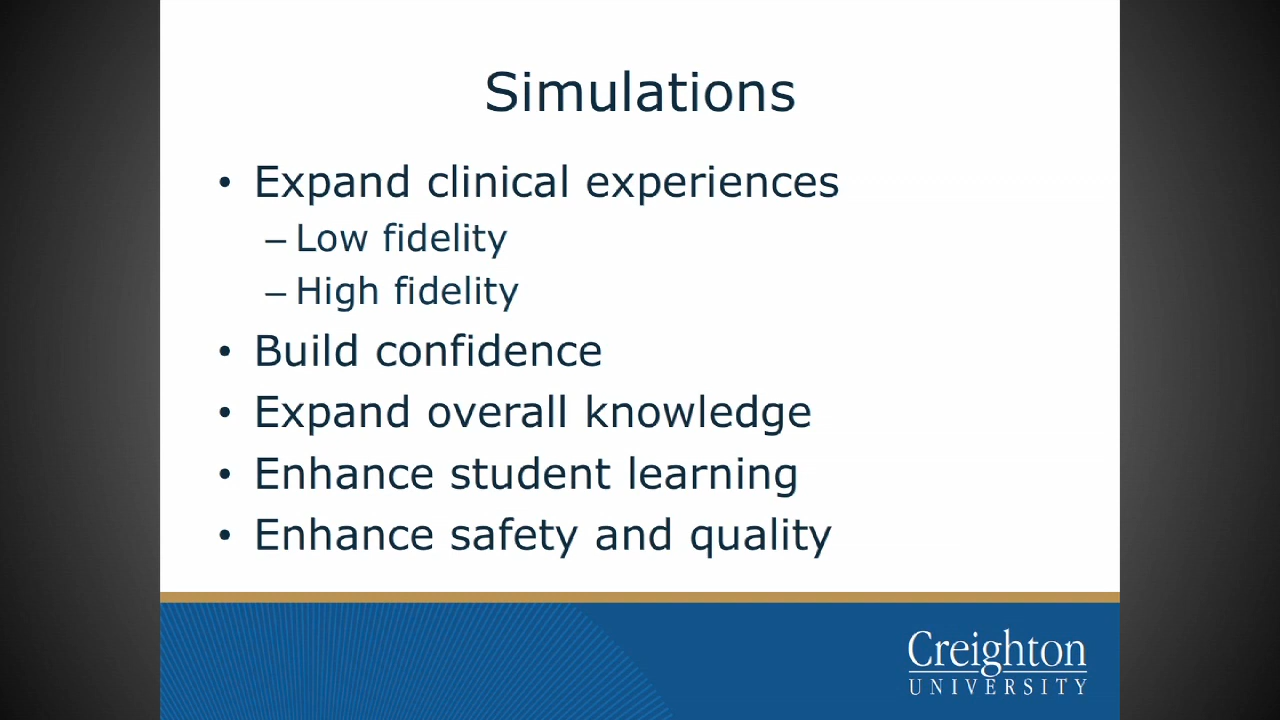 Simulations
• Expand clinical experiences
– Low fidelity
– High fidelity
• Build confidence
• Expand overall knowledge
• Enhance student learning
• Enhance safety and quality
Creighton
UNIVERSITY